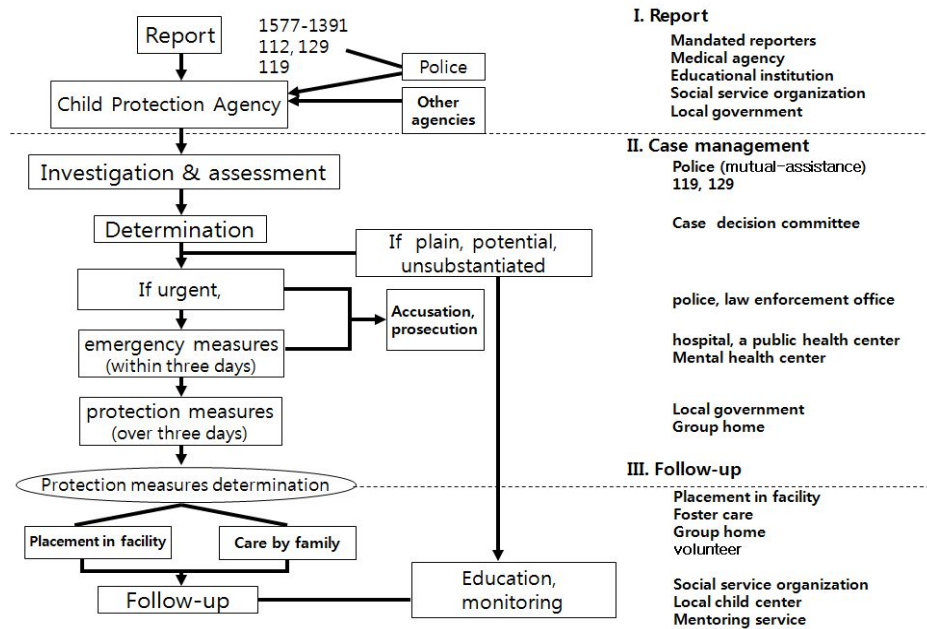 Report
1577-1391
112, 129
119
Police
Child Protection Agency
Other
agencies
Investigation & assessment
Determination
If plain, potential,
unsubstantiated
If urgent,
Accusation,
prosecution
emergency measures
(within three days)
protection measures
(over three days)
Protection measures determination
Placement in facility
Care by family
Follow-up
Education,
monitoring
I. Report
Mandated reporters
Medical agency
Educational institution
Social service organization
Local government
II. Case management
Police (mutual-assistance)
119, 129
Case decision committee
police, law enforcement office
hospital, a public health center
Mental health center
Local government
Group home
III. Follow-up
Placement in facility
Foster care
Group home
volunteer
Social service organization
Local child center
Mentoring service